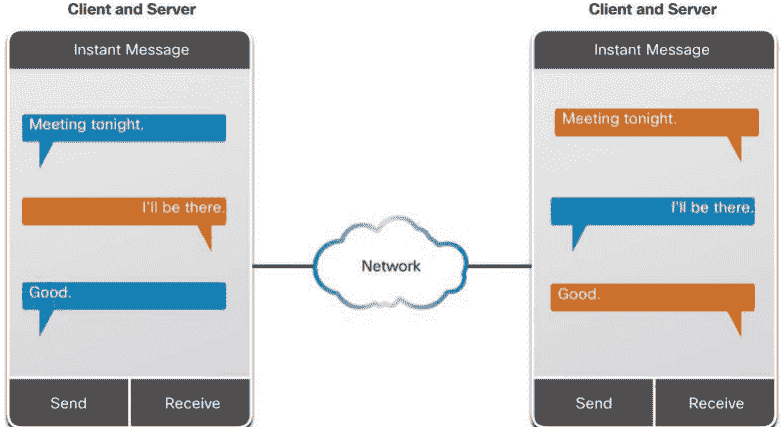 Client and Server
Instant Message
Meeting tonight.
I'll be there.
Good.
Send
Receive
Network
Client and Server
Instant Message
Meeting tonight.
I'll be there.
Good.
Send
Receive